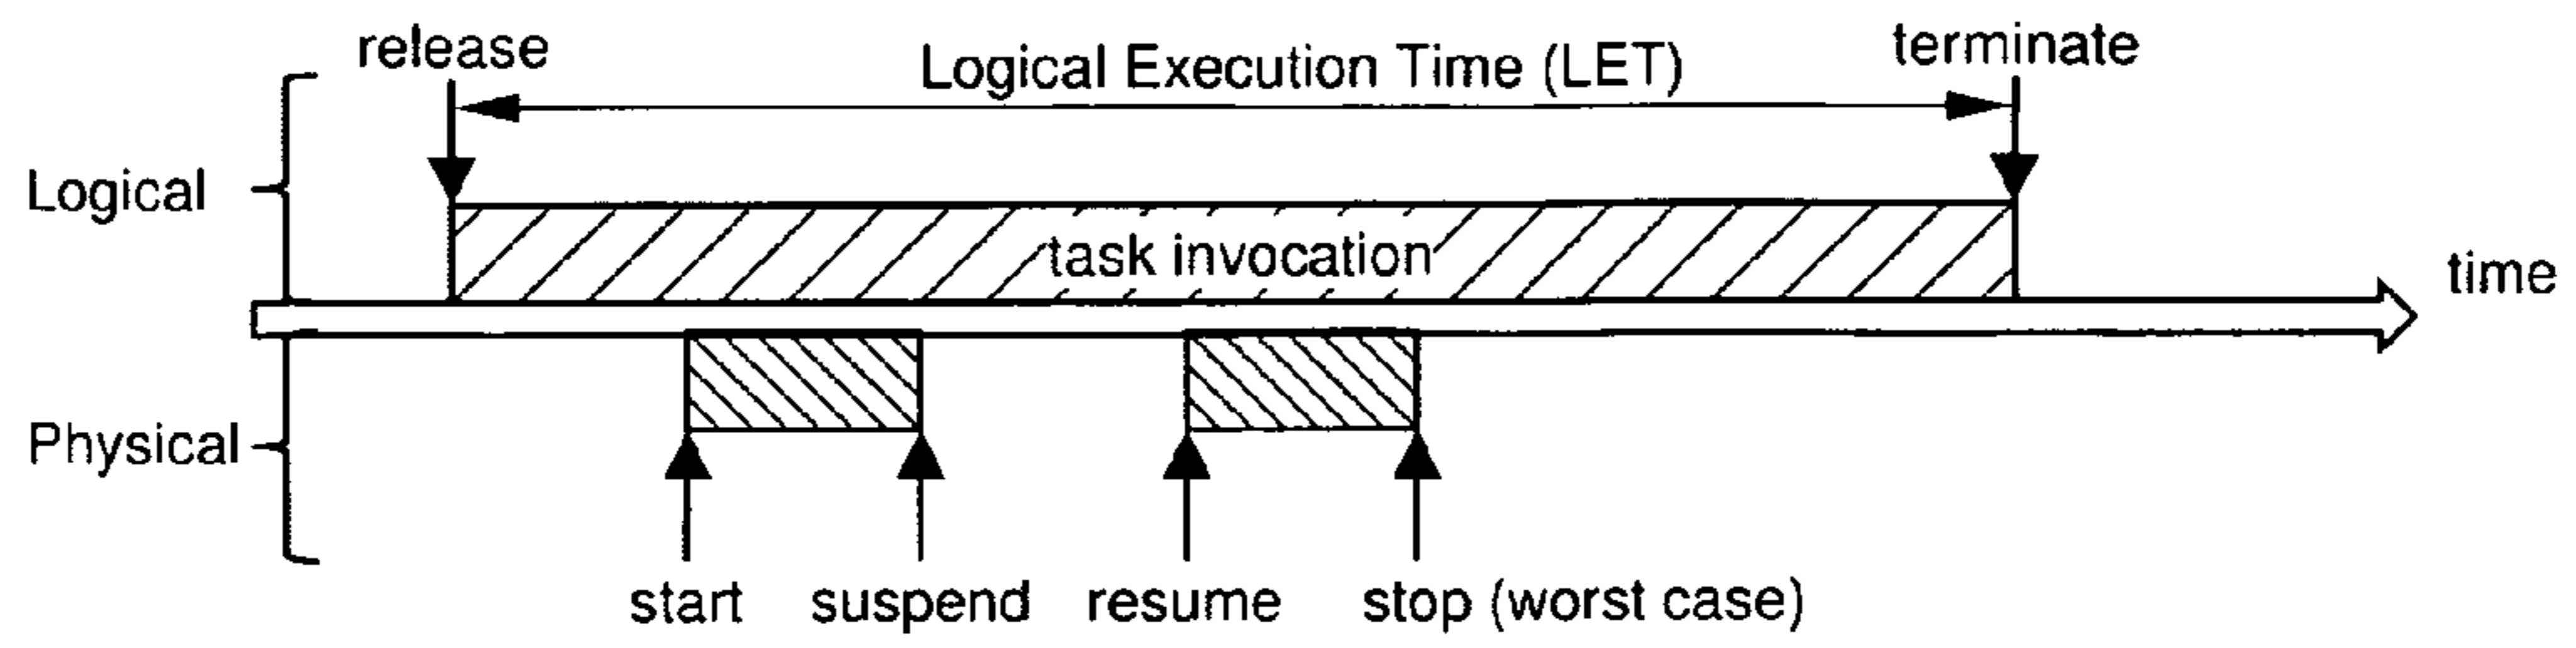 release
Logical Execution Time (LET)
terminate
Logical
task invocation
time
Physical
start
suspend
resume
stop (worst case)